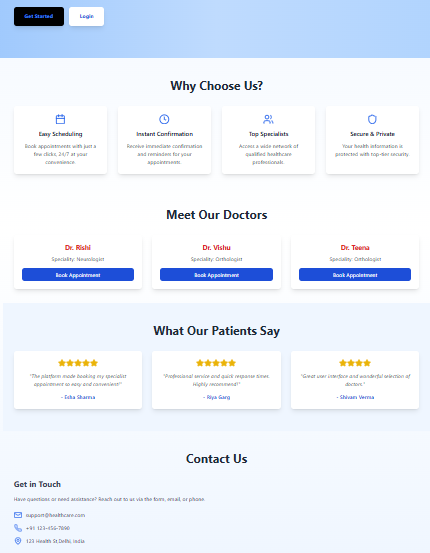 Get Started
Login
Why Choose Us?
Easy Scheduling
Book appointments with just a
few clicks, 24/7 at your
convenience
Instant Confirmation
Receive immediate confirmation
and reminders for your
appointments
Top Specialists
Access a wide network of
qualified healthcare
professionals
Secure & Private
Your health information is
protected with top-tier security.
Meet Our Doctors
Dr. Rishi
Speciality: Neurologist
Book Appointment
Dr. Vishu
Speciality: Orthologist
Book Appointment
Dr. Teena
Speciality: Orthologist
Book Appointment
What Our Patients Say
"The platform made booking my specialist
appointment so easy and convenient!"
- Esha Sharma
"Professional service and quick response times.
Highly recommend!"
- Riya Garg
"Great user interface and wonderful selection of
doctors."
- Shivam Verma
Contact Us
Get in Touch
Have questions or need assistance? Reach out to us via the form, email, or phone.
support@healthcare.com
+91 123-456-7890
123 Health St,Delhi, India